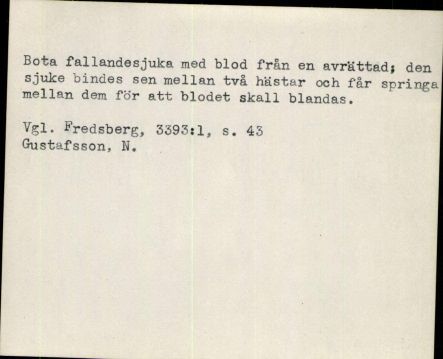 Bota fallandesjuka med blod från en avrättad; den
sjuke bindes sen mellan två hästar och får springa
mellan dem för att blodet skall blandas.
Vgl. Fredsberg, 3393:1, s. 43
Gustafsson, N.